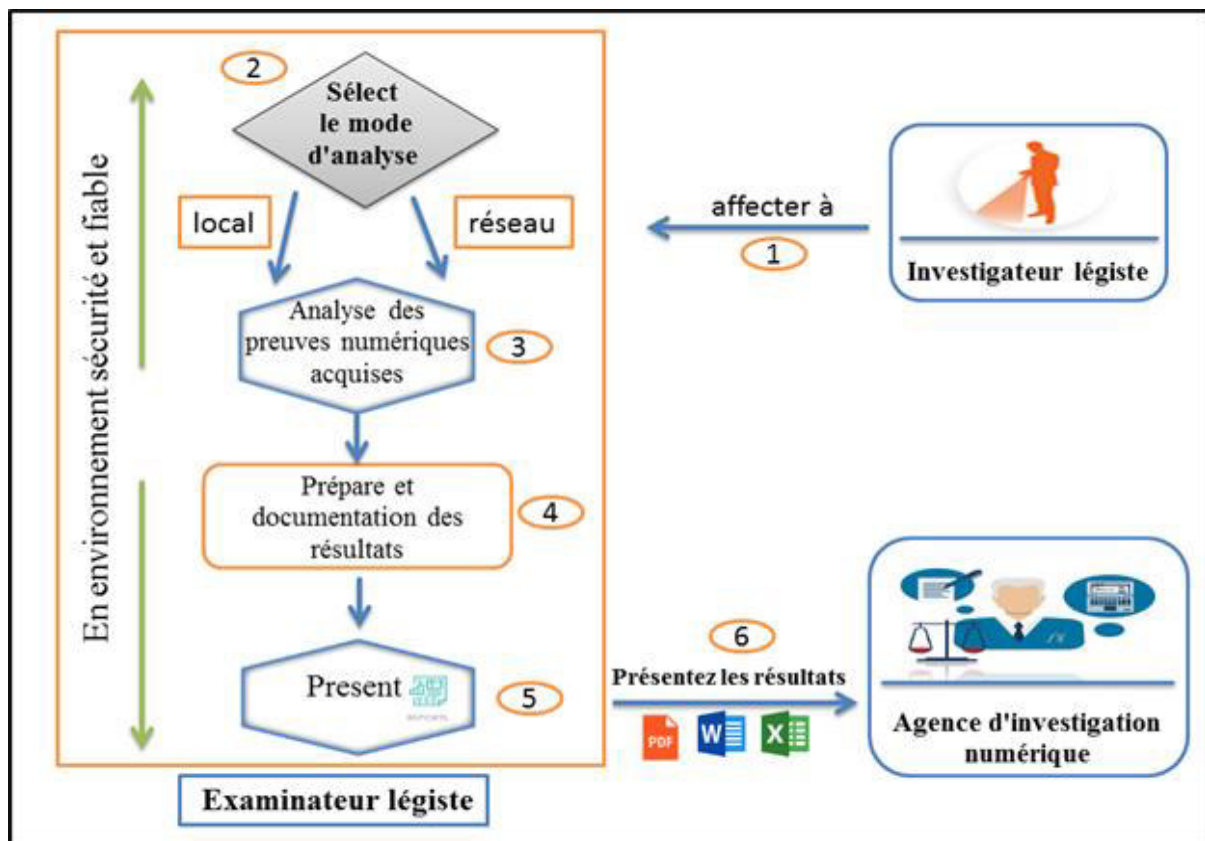 2
Sélect
le mode
d'analyse
local
réseau
affecter à
1
Investigateur légiste
Analyse des
preuves numériques
acquises
3
En environnement sécurité et fiable
Prépare et
documentation des
résultats
4
Present
5
6
Présentez les résultats
PDF
W
X
Agence d'investigation
numérique
Examinateur légiste